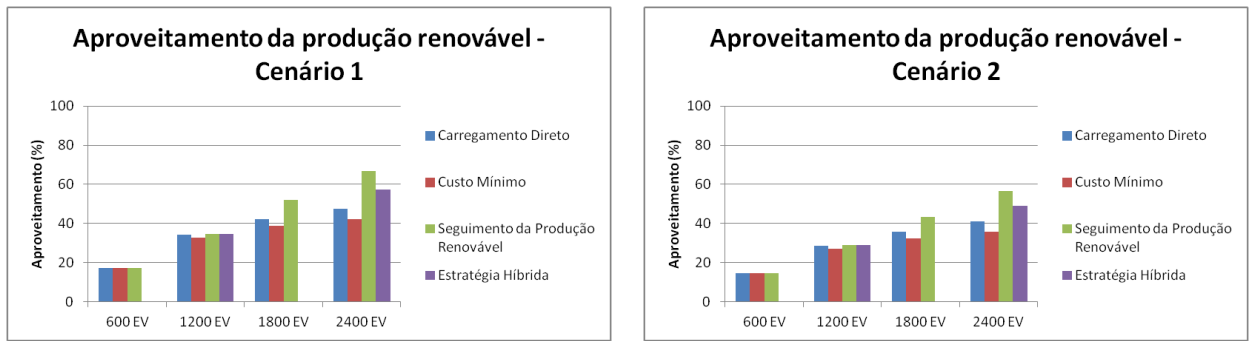 Aproveitamento da produção renovável -
Cenário 1
Aproveitamento (%)
100
80
60
40
20
0
600 EV
1200 EV
1800 EV
2400 EV
Carregamento Direto
Custo Mínimo
Seguimento da Produção
Renovável
Estratégia Híbrida
Aproveitamento da produção renovável -
Cenário 2
Aproveitamento (%)
100
80
60
40
20
0
600 EV
1200 EV
1800 EV
2400 EV
Carregamento Direto
Custo Mínimo
Seguimento da Produção
Renovável
Estratégia Híbrida